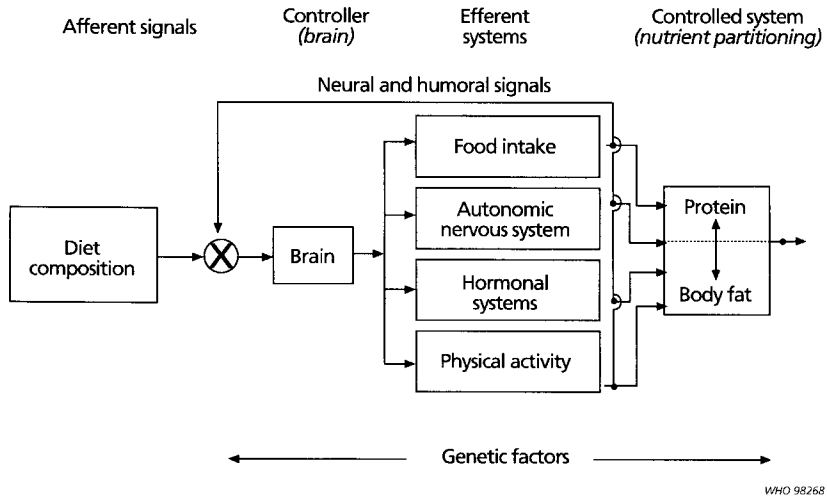 Afferent signals
Controller
(brain)
Efferent
systems
Controlled system
(nutrient partitioning)
Neural and humoral signals
Food intake
Autonomic
nervous system
Hormonal
systems
Physical activity
Diet
composition
X
Brain
Protein
Body fat
Genetic factors
WHO 98268